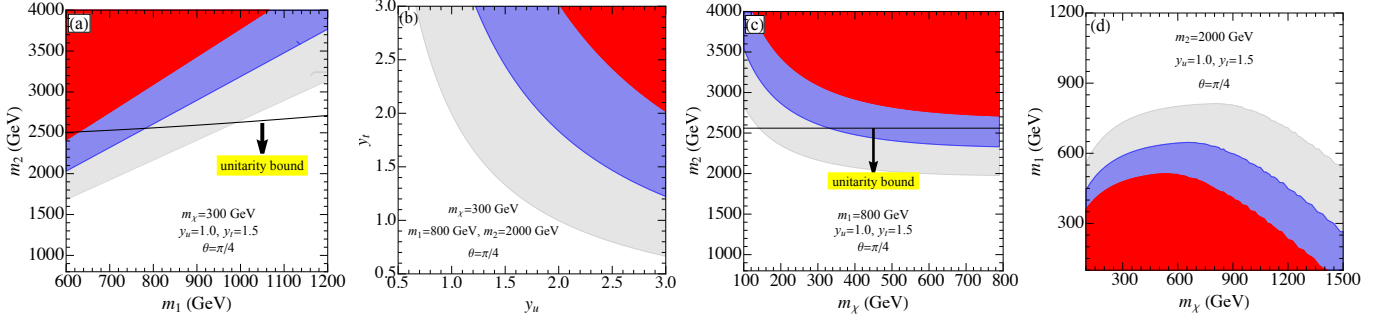 (a)
4000
3500
3000
2500
2000
1500
1000
m₂ (GeV)
unitarity bound
mχ=300 GeV
yᵤ=1.0, yₜ=1.5
θ=π/4
600 700 800 900 1000 1100 1200
m₁ (GeV)
(b)
3.0
2.5
2.0
1.5
1.0
0.5
yₜ
mχ=300 GeV
m₁=800 GeV, m₂=2000 GeV
θ=π/4
0.5 1.0 1.5 2.0 2.5 3.0
yᵤ
(c)
4000
3500
3000
2500
2000
1500
1000
m₂ (GeV)
unitarity bound
m₁=800 GeV
yᵤ=1.0, yₜ=1.5
θ=π/4
100 200 300 400 500 600 700 800
mχ (GeV)
(d)
m₂=2000 GeV
yᵤ=1.0, yₜ=1.5
θ=π/4
1200
900
600
300
m₁ (GeV)
300 600 900 1200 1500
mχ (GeV)